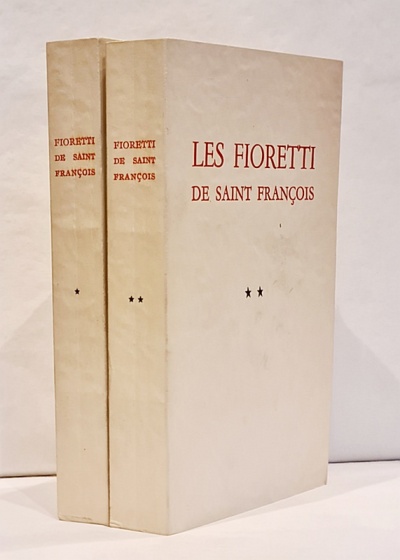 FIORETTI
DE SAINT
FRANÇOIS
★
FIORETTI
DE SAINT
FRANÇOIS
★★
LES FIORETTI
DE SAINT FRANÇOIS
★★